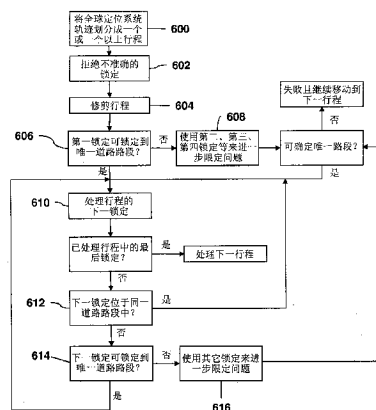 将全球定位系统
轨迹划分成一个
或一个以上行程
600
拒绝不准确的
锁定
602
修剪行程
604
606
第一锁定可锁定到
唯一道路路段?
否
是
608
使用第二、第三、
第四锁定等来进一
步限定问题
失败且继续移动到
下一行程
否
可确定唯一路段?
是
610
处理行程的
下一锁定
已处理行程中的最
后锁定?
是
处理下一行程
否
612
下一锁定位于同一
道路路段中?
是
否
614
下一锁定可锁定到
唯一道路路段?
否
使用其它锁定来进
一步限定问题
616
是